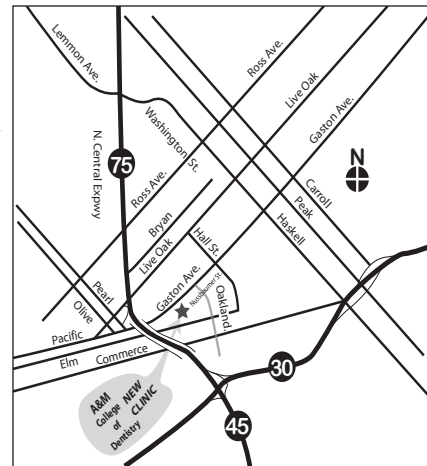 Lemmon Ave.
Ross Ave.
Live Oak
Gaston Ave.
Washington St.
N. Central Expwy
75
N
Carroll
Peak
Haskell
Ross Ave.
Bryan
Live Oak
Hall St.
Gaston Ave.
Nussbaumer St.
Oakland
Pearl
Olive
Pacific
Elm
Commerce
A&M
College NEW
of CLINIC
Dentistry
30
45